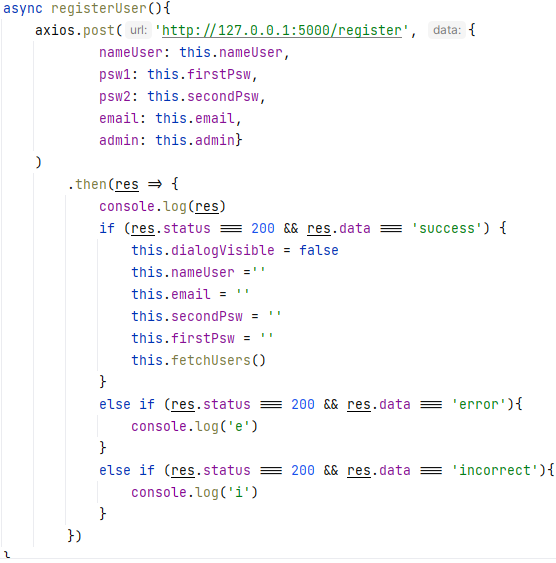 async registerUser(){
    axios.post( url: 'http://127.0.0.1:5000/register', data: {
            nameUser: this.nameUser,
            psw1: this.firstPsw,
            psw2: this.secondPsw,
            email: this.email,
            admin: this.admin}
    )
        .then(res => {
            console.log(res)
            if (res.status === 200 && res.data === 'success') {
                this.dialogVisible = false
                this.nameUser =''
                this.email = ''
                this.secondPsw = ''
                this.firstPsw = ''
                this.fetchUsers()
            }
            else if (res.status === 200 && res.data === 'error'){
                console.log('e')
            }
            else if (res.status === 200 && res.data === 'incorrect'){
                console.log('i')
            }
        })
}